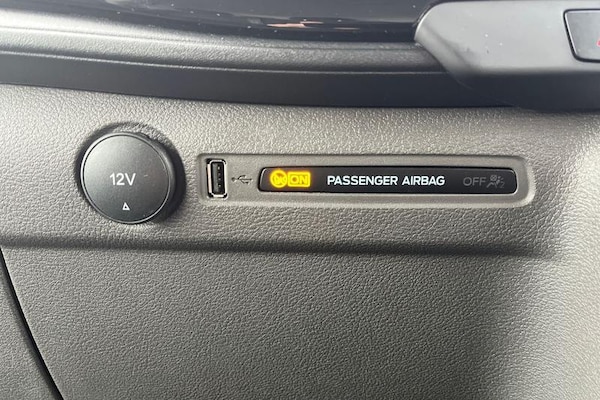 12V
ON PASSENGER AIRBAG OFF